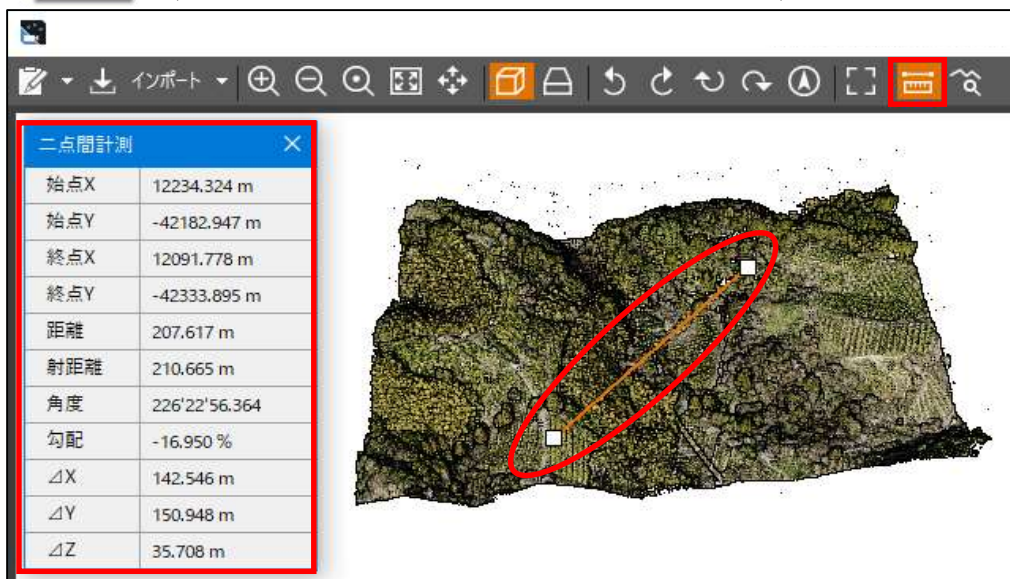 インポート
二点間計測
始点X 12234.324 m
始点Y -42182.947 m
終点X 12091.778 m
終点Y -42333.895 m
距離 207.617 m
射距離 210.665 m
角度 226'22'56.364
勾配 -16.950 %
⊿X 142.546 m
⊿Y 150.948 m
⊿Z 35.708 m